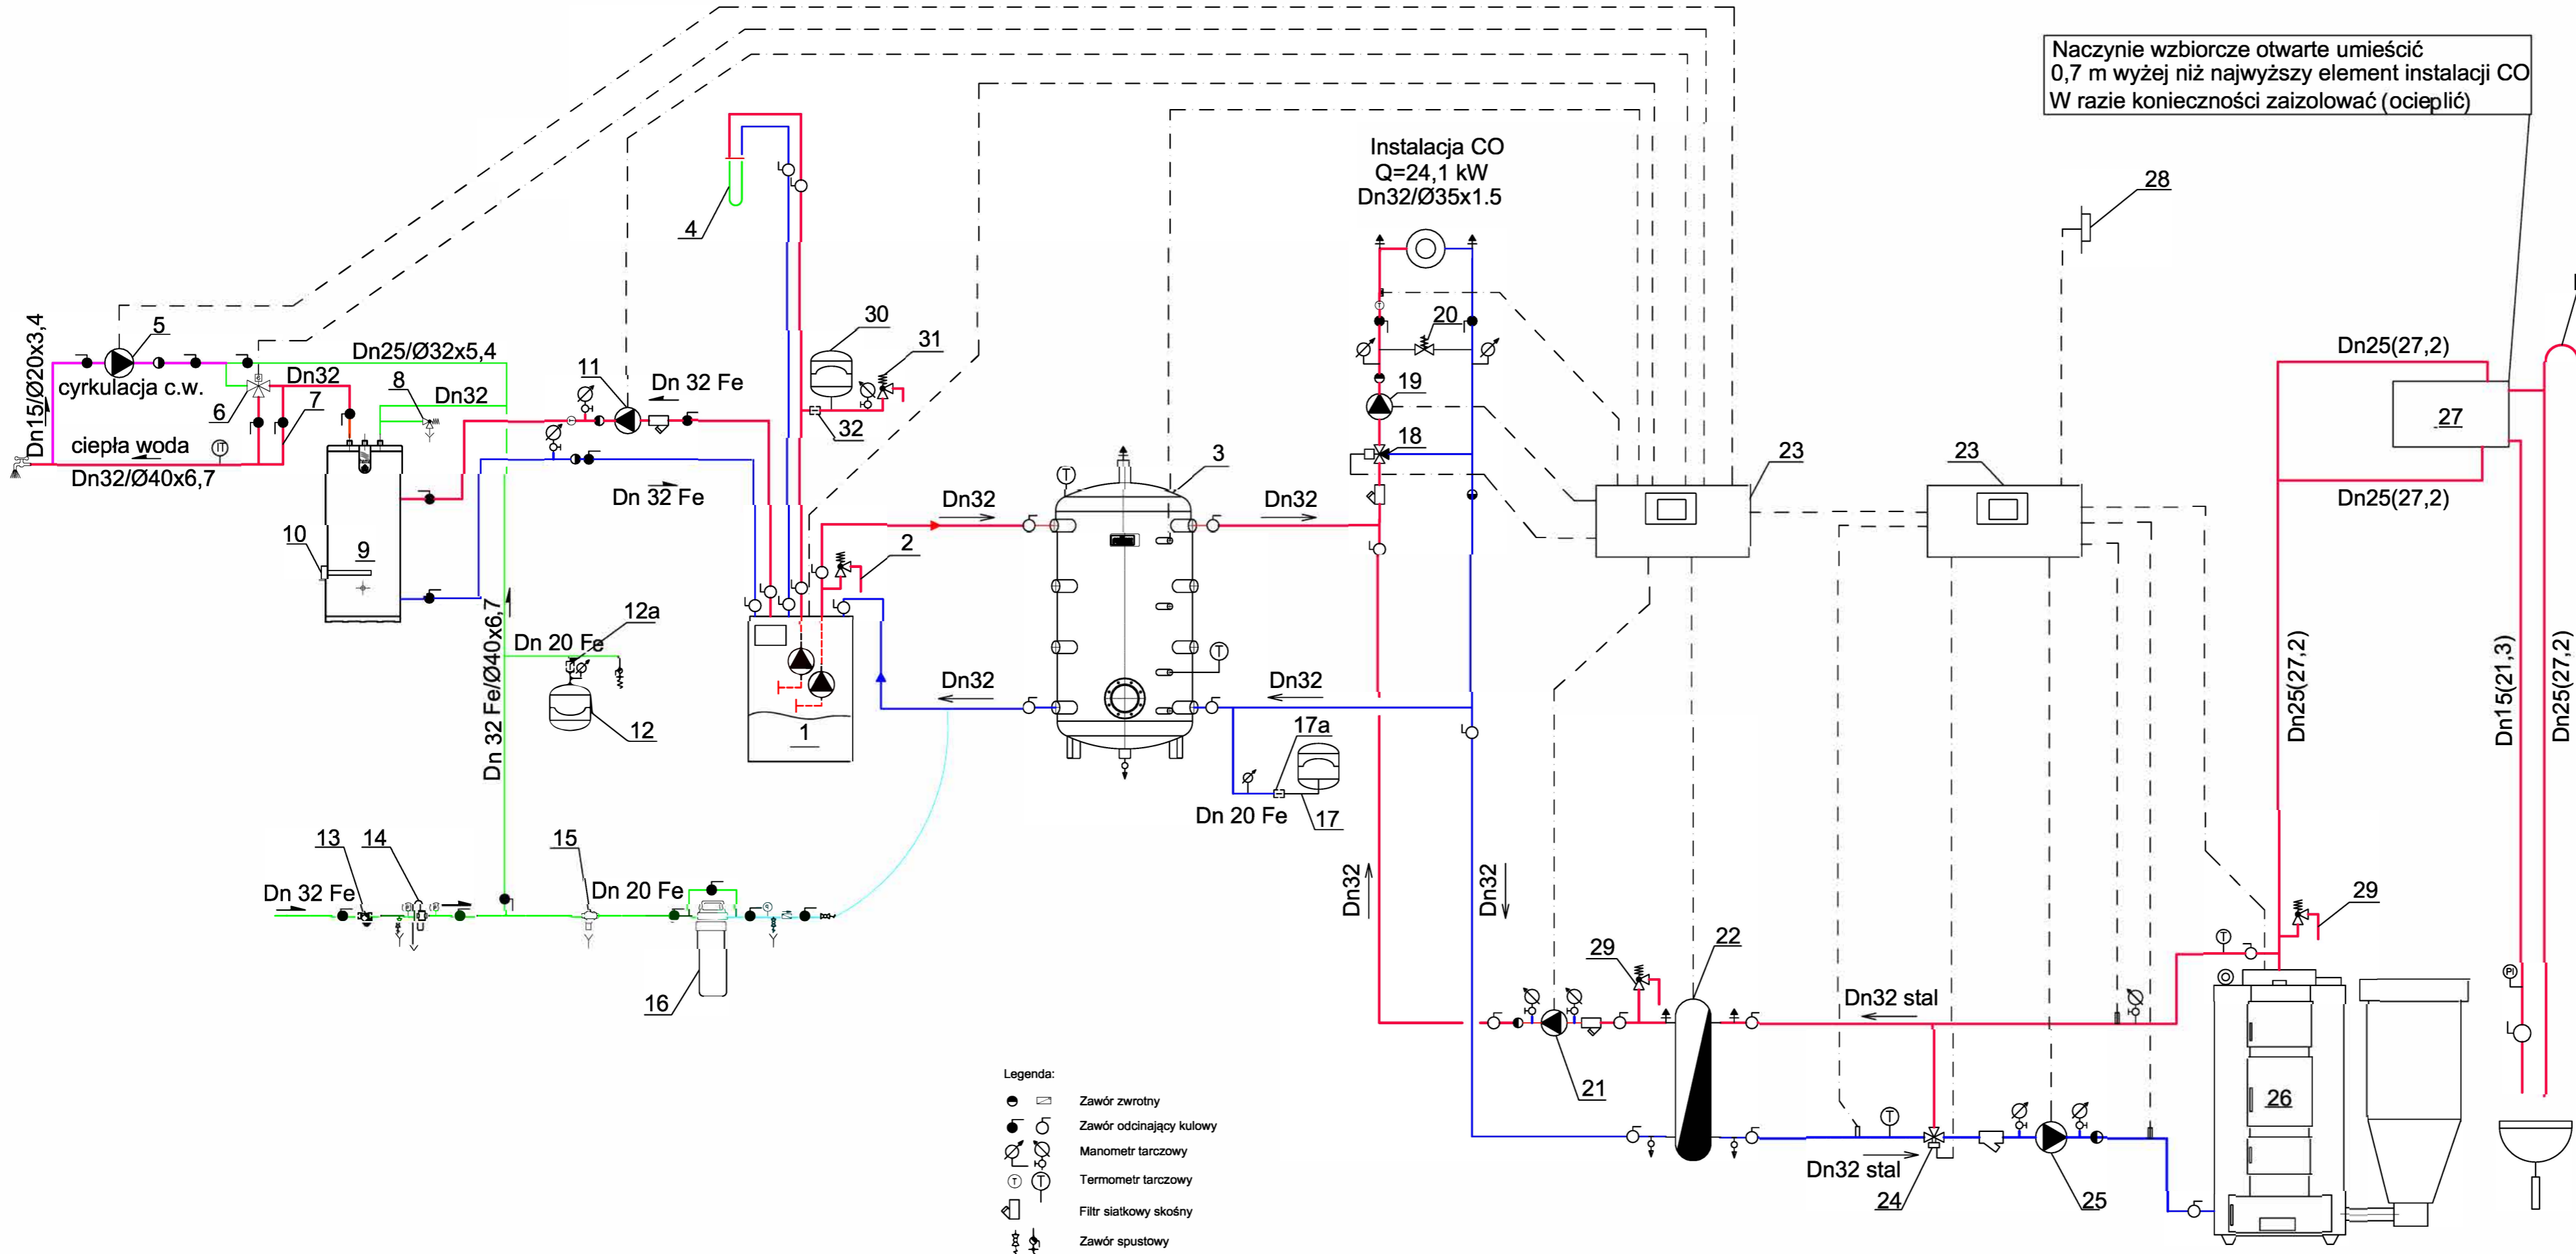 Naczynie wzbiorcze otwarte umieścić
0,7 m wyżej niż najwyższy element instalacji CO
W razie konieczności zaizolować (ocieplić)
Instalacja CO
Q=24,1 kW
Dn32/Ø35x1.5
28
4
Dn15/Ø20x3,4
5
Dn25/Ø32x5,4
cyrkulacja c.w.
6
Dn32
7
8
Dn32
ciepła woda
Dn32/Ø40x6,7
IT
11
Dn 32 Fe
Dn 32 Fe
30
31
32
20
19
18
T
T
3
23
23
Dn25(27,2)
27
Dn25(27,2)
10
9
Dn32
Dn32
2
Dn 32 Fe/Ø40x6,7
12a
Dn 20 Fe
12
1
Dn32
Dn32
T
17a
Dn 20 Fe
17
Dn25(27,2)
Dn15(21,3)
Dn25(27,2)
13
14
15
Dn 32 Fe
Dn 20 Fe
16
Dn32
Dn32
29
22
29
T
PI
Dn32 stal
21
T
Dn32 stal
24
25
26
Legenda:
Zawór zwrotny
Zawór odcinający kulowy
Manometr tarczowy
T
T
Termometr tarczowy
Filtr siatkowy skośny
Zawór spustowy